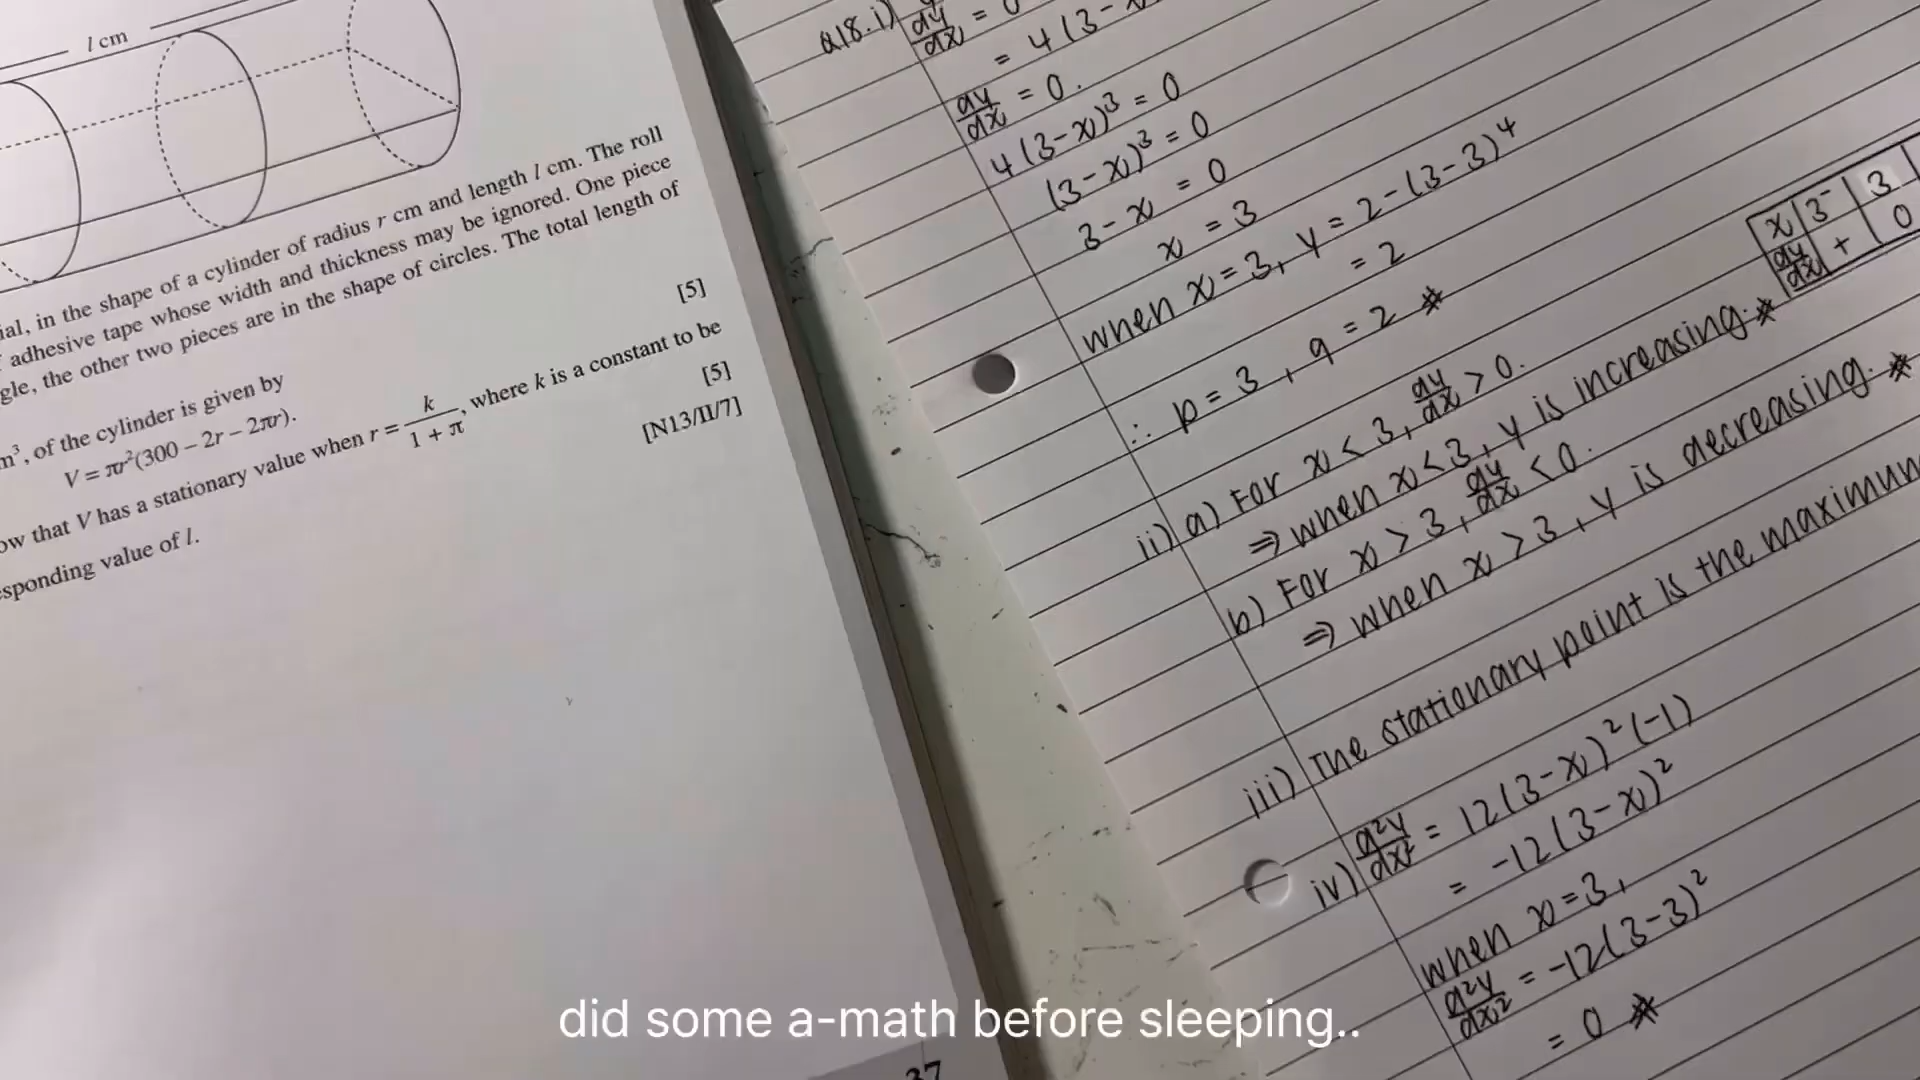 l cm
ial, in the shape of a cylinder of radius r cm and length l cm. The roll
adhesive tape whose width and thickness may be ignored. One piece
gle, the other two pieces are in the shape of circles. The total length of
[5]
m³, of the cylinder is given by
V = πr²(300 – 2r – 2πr).
ow that V has a stationary value when r = k/(1 + π), where k is a constant to be
[5]
sponding value of l.
[N13/II/7]
37
Q18. i) dy/dx = 0
= 4(3-x
dy/dx = 0.
4(3-x)³ = 0
(3-x)³ = 0
3-x = 0
x = 3
when x=3, y = 2-(3-3)⁴
= 2
∴ p=3, q=2 *
x | 3⁻ | 3
dy/dx | + | 0
ii) a) For x<3, dy/dx > 0.
⇒ when x<3, y is increasing. *
b) For x>3, dy/dx < 0.
⇒ when x>3, y is decreasing. *
iii) The stationary point is the maximum
iv) d²y/dx² = 12(3-x)²(-1)
= -12(3-x)²
when x=3,
d²y/dx² = -12(3-3)²
= 0 *
did some a-math before sleeping..